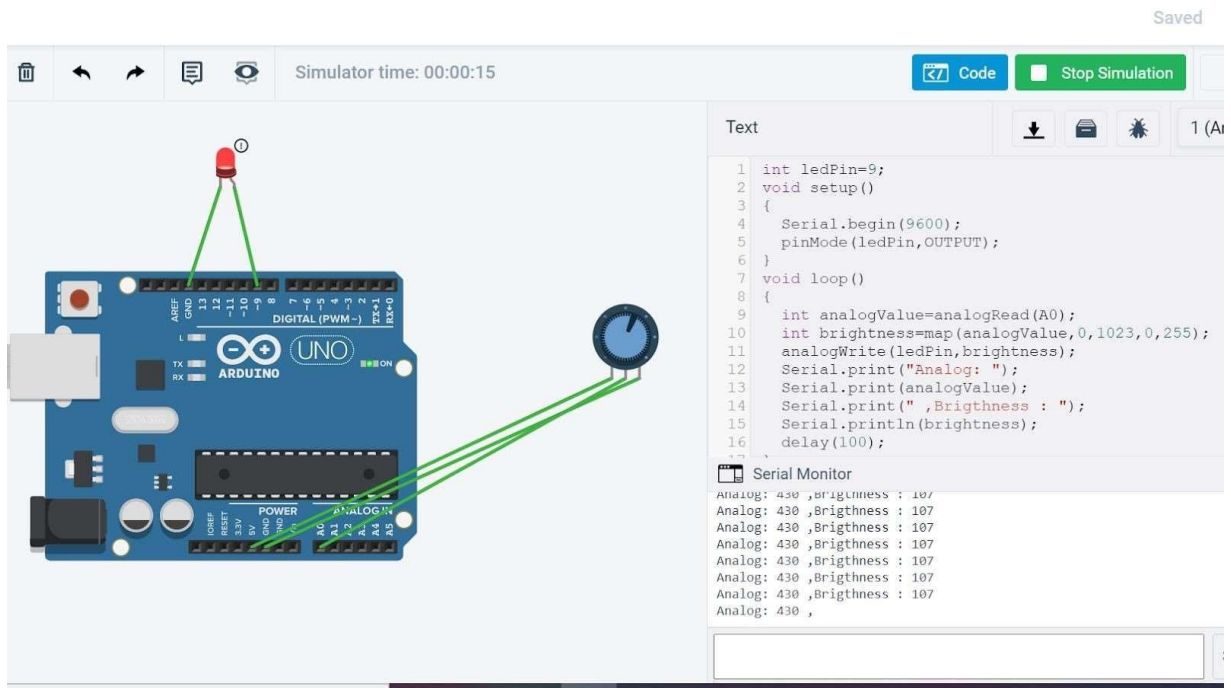 Saved
Simulator time: 00:00:15
Code
Stop Simulation
Text
1 (Ar
1 int ledPin=9;
2 void setup()
3 {
4 Serial.begin(9600);
5 pinMode(ledPin,OUTPUT);
6 }
7 void loop()
8 {
9 int analogValue=analogRead(A0);
10 int brightness=map(analogValue,0,1023,0,255);
11 analogWrite(ledPin,brightness);
12 Serial.print("Analog: ");
13 Serial.print(analogValue);
14 Serial.print(" ,Brigthness : ");
15 Serial.println(brightness);
16 delay(100);
Serial Monitor
Analog: 430 ,Brigthness : 107
Analog: 430 ,Brigthness : 107
Analog: 430 ,Brigthness : 107
Analog: 430 ,Brigthness : 107
Analog: 430 ,Brigthness : 107
Analog: 430 ,Brigthness : 107
Analog: 430 ,Brigthness : 107
Analog: 430 ,
AREF GND 13 12 ~11 ~10 ~9 8 7 ~6 ~5 4 ~3 2 TX→1 RX←0
DIGITAL (PWM~)
L
TX
RX
ARDUINO
UNO
ON
POWER
ANALOG IN
IOREF RESET 3.3V 5V GND GND A0 A1 A2 A4 A5